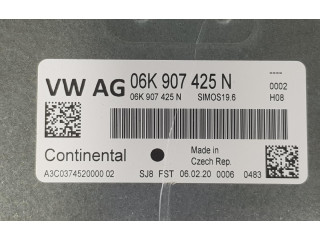 VW AG 06K 907 425 N
----
06K 907 425 N SIMOS19.6 0002
H08
Continental Made in
Czech Rep.
A3C0374520000 02 SJ8 FST 06.02.20 0006 0483